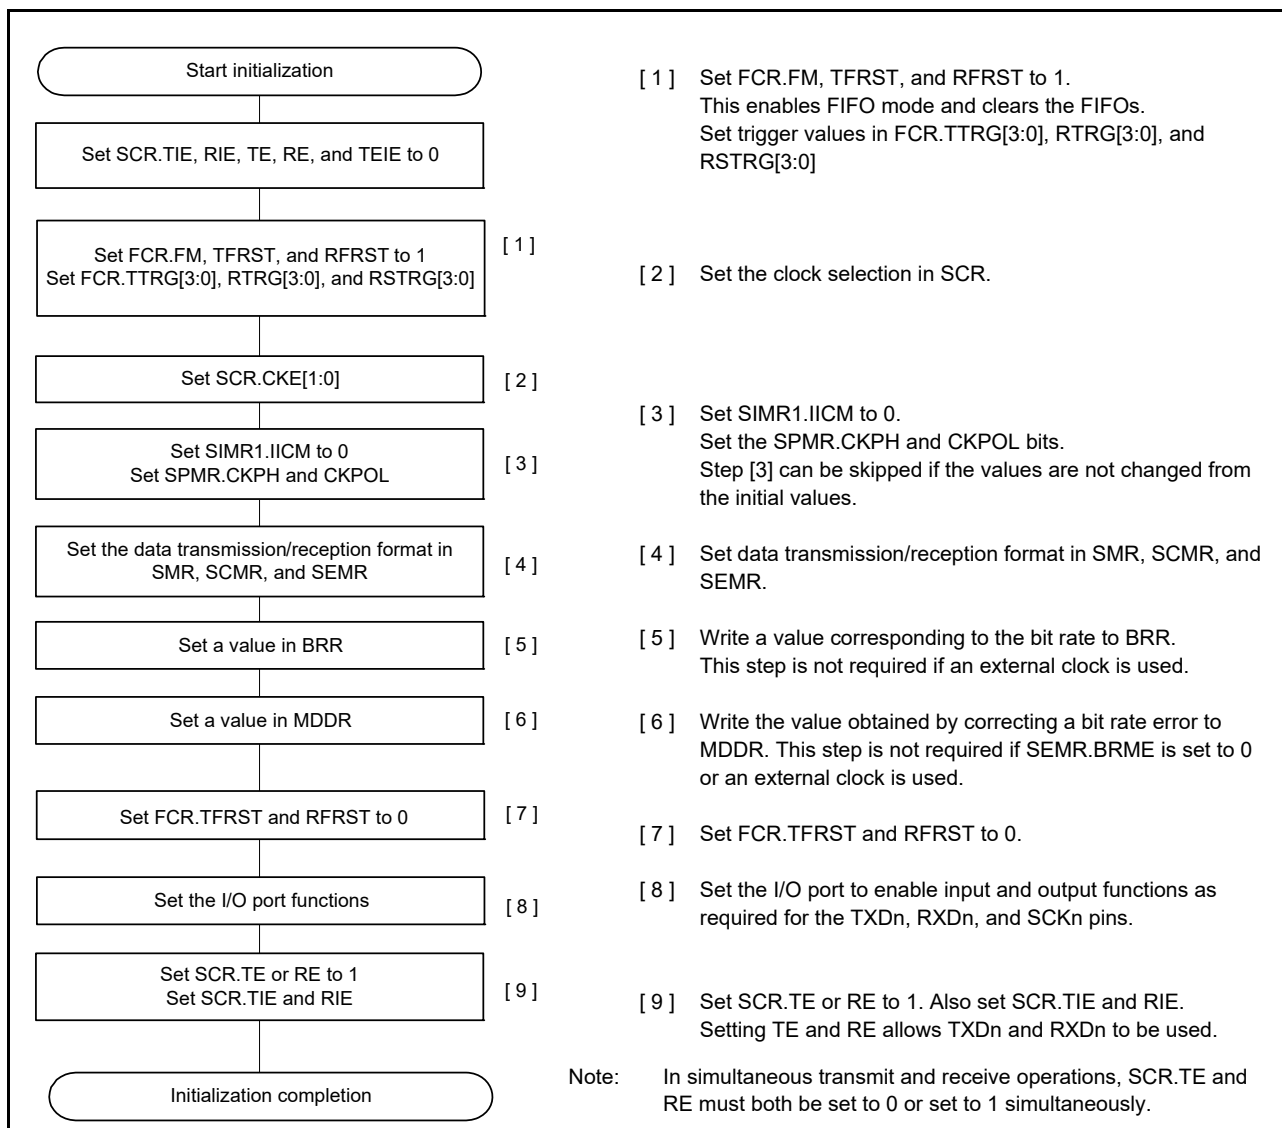 Start initialization
Set SCR.TIE, RIE, TE, RE, and TEIE to 0
Set FCR.FM, TFRST, and RFRST to 1
Set FCR.TTRG[3:0], RTRG[3:0], and RSTRG[3:0]
[ 1 ]
Set SCR.CKE[1:0]
[ 2 ]
Set SIMR1.IICM to 0
Set SPMR.CKPH and CKPOL
[ 3 ]
Set the data transmission/reception format in
SMR, SCMR, and SEMR
[ 4 ]
Set a value in BRR
[ 5 ]
Set a value in MDDR
[ 6 ]
Set FCR.TFRST and RFRST to 0
[ 7 ]
Set the I/O port functions
[ 8 ]
Set SCR.TE or RE to 1
Set SCR.TIE and RIE
[ 9 ]
Initialization completion
[ 1 ] Set FCR.FM, TFRST, and RFRST to 1.
This enables FIFO mode and clears the FIFOs.
Set trigger values in FCR.TTRG[3:0], RTRG[3:0], and
RSTRG[3:0]
[ 2 ] Set the clock selection in SCR.
[ 3 ] Set SIMR1.IICM to 0.
Set the SPMR.CKPH and CKPOL bits.
Step [3] can be skipped if the values are not changed from
the initial values.
[ 4 ] Set data transmission/reception format in SMR, SCMR, and
SEMR.
[ 5 ] Write a value corresponding to the bit rate to BRR.
This step is not required if an external clock is used.
[ 6 ] Write the value obtained by correcting a bit rate error to
MDDR. This step is not required if SEMR.BRME is set to 0
or an external clock is used.
[ 7 ] Set FCR.TFRST and RFRST to 0.
[ 8 ] Set the I/O port to enable input and output functions as
required for the TXDn, RXDn, and SCKn pins.
[ 9 ] Set SCR.TE or RE to 1. Also set SCR.TIE and RIE.
Setting TE and RE allows TXDn and RXDn to be used.
Note: In simultaneous transmit and receive operations, SCR.TE and
RE must both be set to 0 or set to 1 simultaneously.